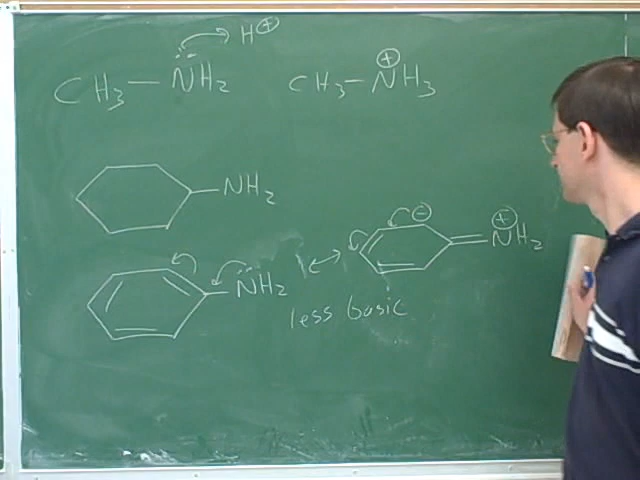 CH3—N̈H2 H⊕ CH3—N⊕H3
NH2
N̈H2 ↔ ⊖ N⊕H2
less basic